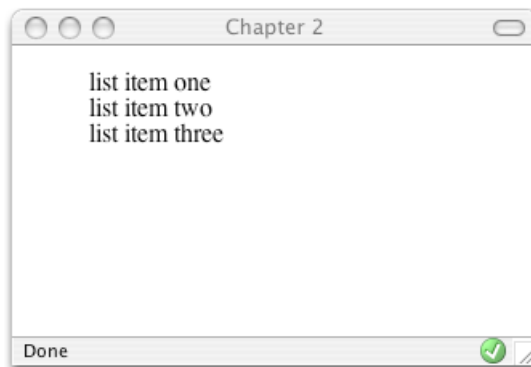 Chapter 2
list item one
list item two
list item three
Done